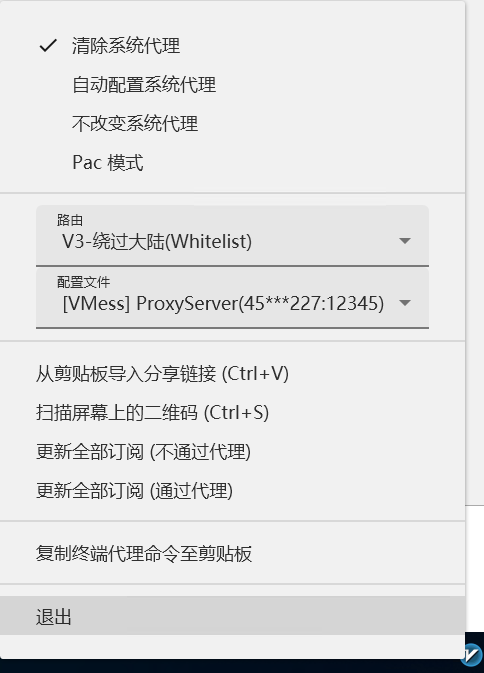 清除系统代理
自动配置系统代理
不改变系统代理
Pac 模式
路由
V3-绕过大陆(Whitelist)
配置文件
[VMess] ProxyServer(45***227:12345)
从剪贴板导入分享链接 (Ctrl+V)
扫描屏幕上的二维码 (Ctrl+S)
更新全部订阅 (不通过代理)
更新全部订阅 (通过代理)
复制终端代理命令至剪贴板
退出